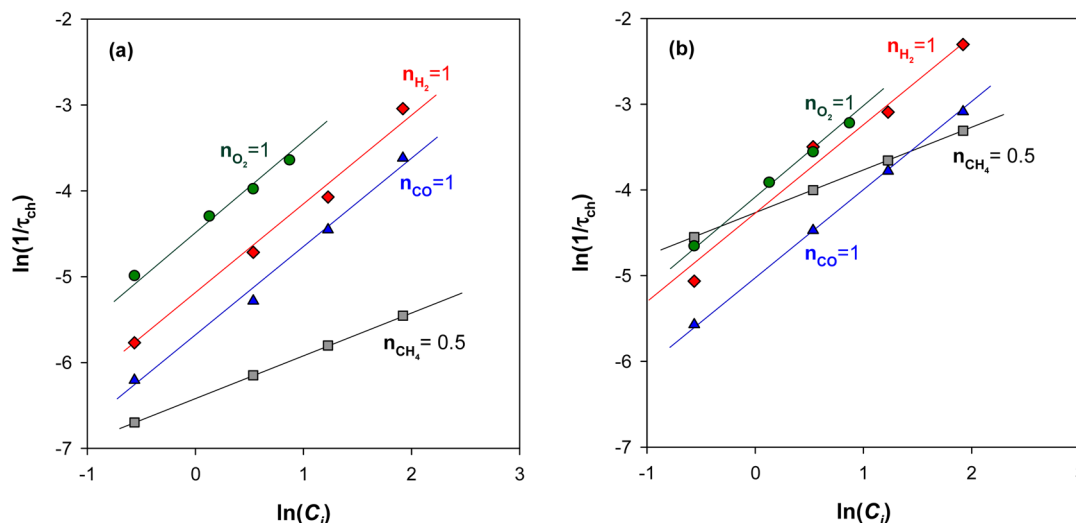 (a)
n_H₂=1
n_O₂=1
n_CO=1
n_CH₄= 0.5
ln(1/τ_ch)
-2
-3
-4
-5
-6
-7
-1
0
1
2
3
ln(C_i)
(b)
n_H₂=1
n_O₂=1
n_CH₄= 0.5
n_CO=1
ln(1/τ_ch)
-2
-3
-4
-5
-6
-7
-1
0
1
2
ln(C_i)